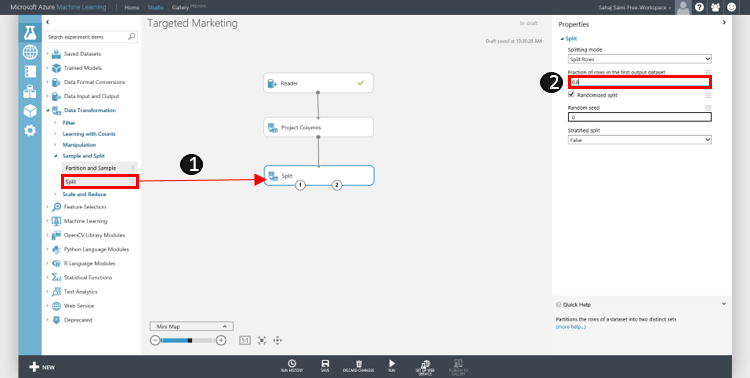 Microsoft Azure Machine Learning
Home
Studio
Gallery PREVIEW
Sahaj Saini-Free-Workspace
Search experiment items
Saved Datasets
Trained Models
Data Format Conversions
Data Input and Output
Data Transformation
Filter
Learning with Counts
Manipulation
Sample and Split
Partition and Sample
Split
Scale and Reduce
Feature Selection
Machine Learning
OpenCV Library Modules
Python Language Modules
R Language Modules
Statistical Functions
Text Analytics
Web Service
Deprecated
Targeted Marketing
In draft
Draft saved at 10:36:28 AM
Reader
Project Columns
1
Split
1
2
Mini Map
1:1
Properties
Split
Splitting mode
Split Rows
Fraction of rows in the first output dataset
2
0.8
Randomized split
Random seed
0
Stratified split
False
Quick Help
Partitions the rows of a dataset into two distinct sets
(more help...)
NEW
RUN HISTORY
SAVE
DISCARD CHANGES
RUN
SET UP WEB
SERVICE
PUBLISH TO
GALLERY